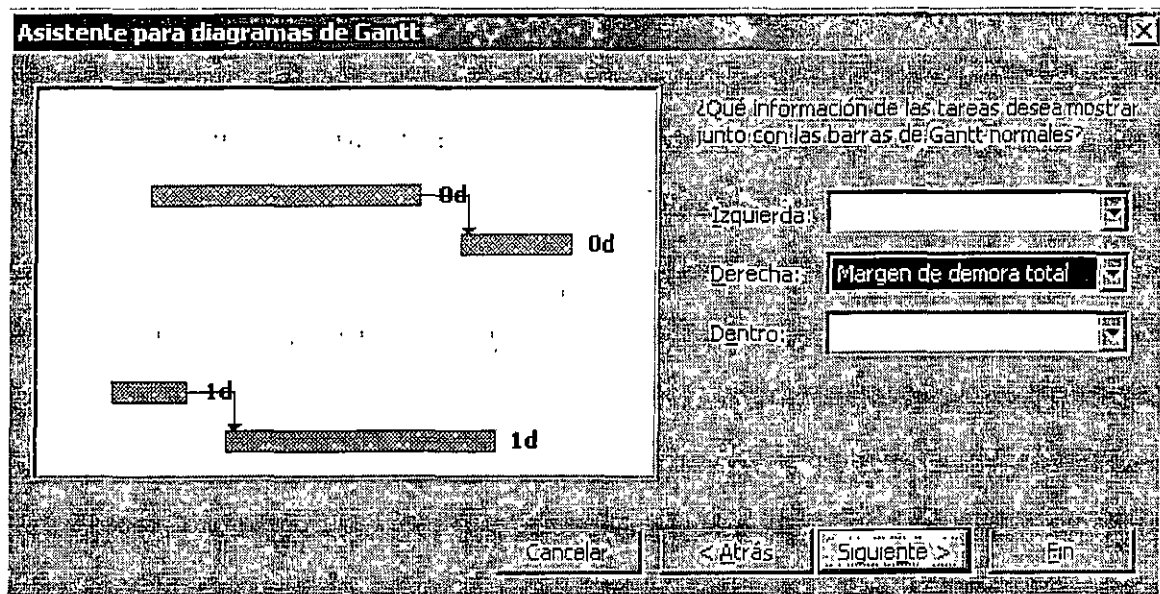 Asistente para diagramas de Gantt
¿Qué información de las tareas desea mostrar
junto con las barras de Gantt normales?
0d
0d
1d
1d
Izquierda:
Derecha: Margen de demora total
Dentro:
Cancelar < Atrás Siguiente > Fin